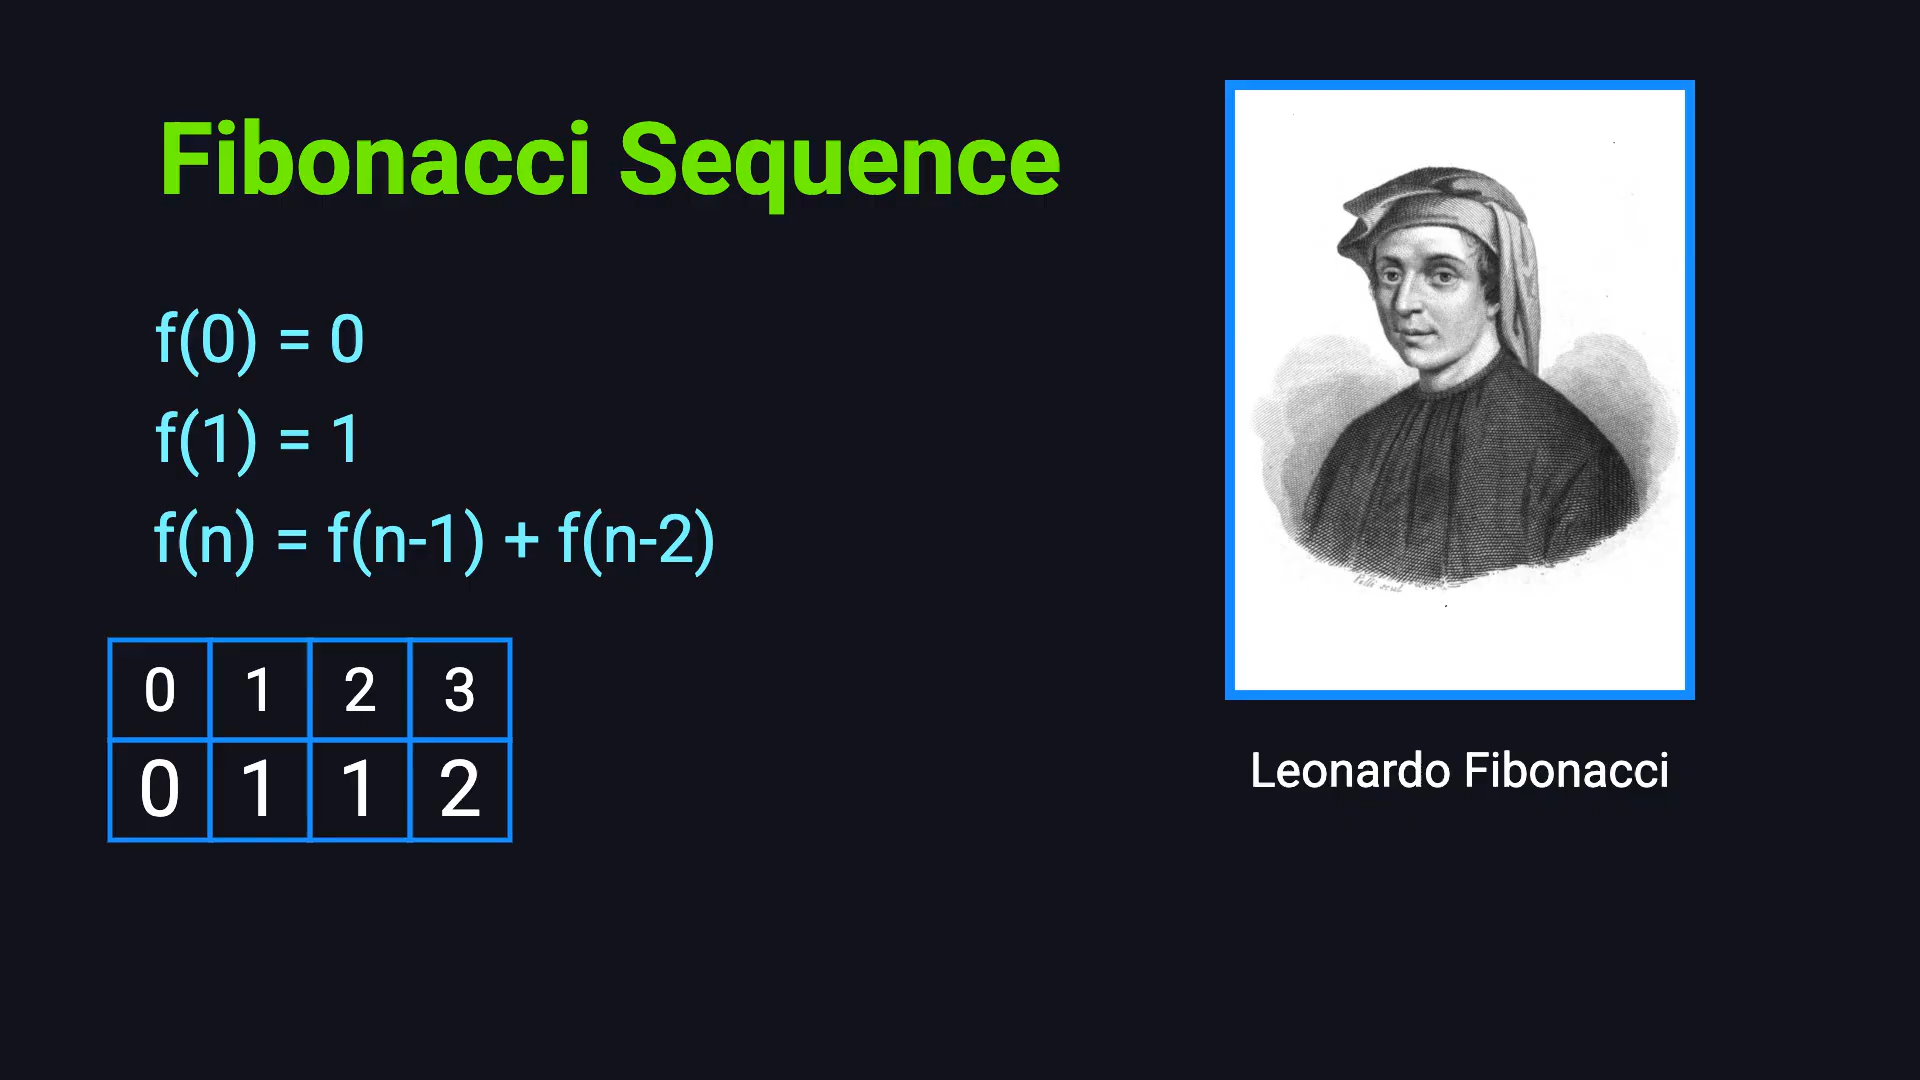 Fibonacci Sequence
f(0) = 0
f(1) = 1
f(n) = f(n-1) + f(n-2)
0 1 2 3
0 1 1 2
Leonardo Fibonacci